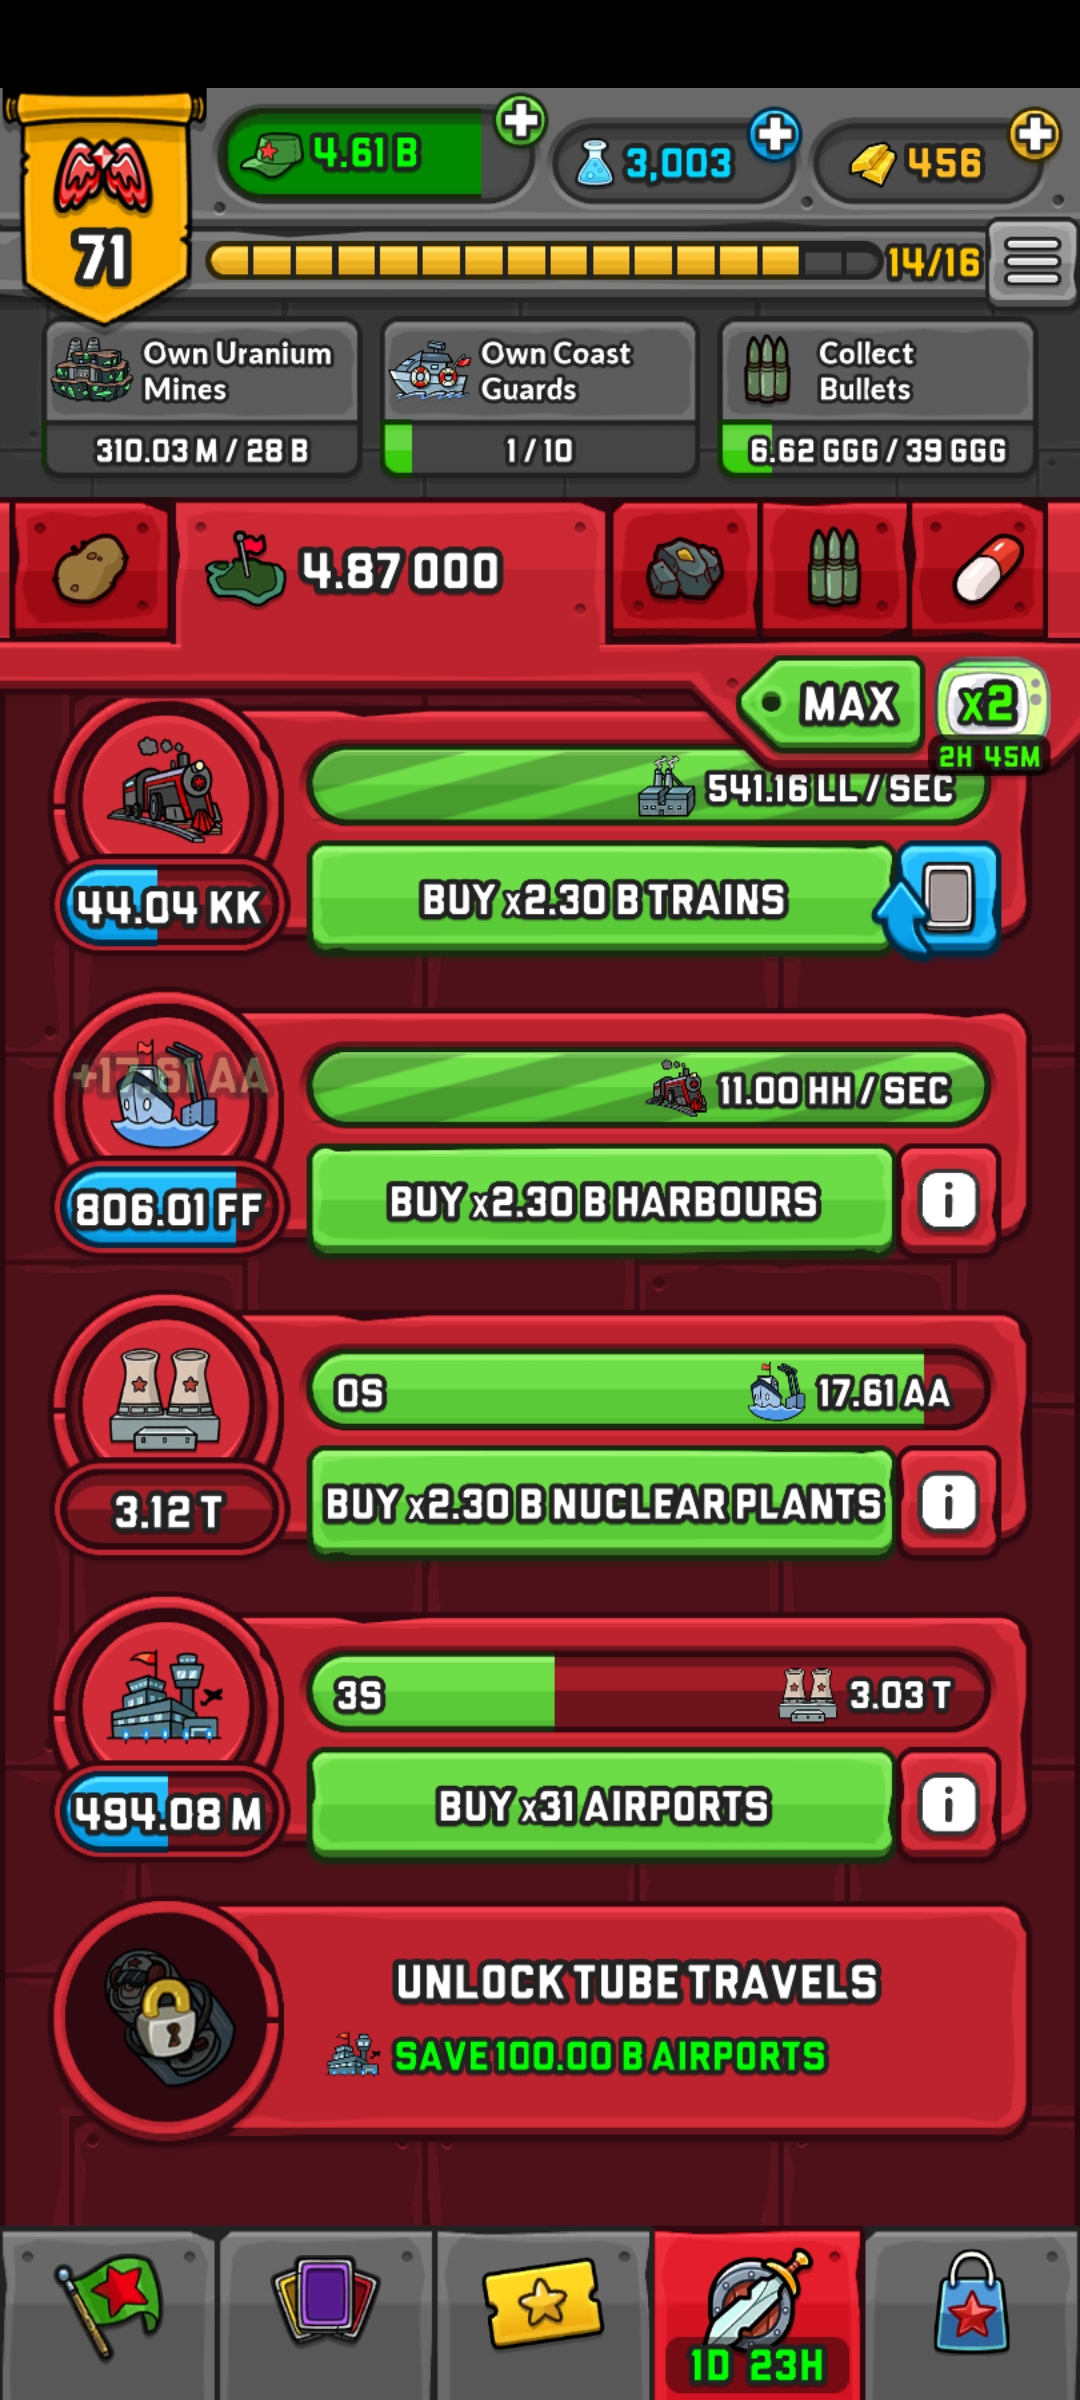 71
4.61 B
3,003
456
14/16
Own Uranium
Mines
310.03 M / 28 B
Own Coast
Guards
1 / 10
Collect
Bullets
6.62 GGG / 39 GGG
4.87 OOO
MAX
x2
2H 45M
541.16 LL / SEC
44.04 KK
BUY x2.30 B TRAINS
+17.61 AA
11.00 HH / SEC
806.01 FF
BUY x2.30 B HARBOURS
0S
17.61 AA
3.12 T
BUY x2.30 B NUCLEAR PLANTS
3S
3.03 T
494.08 M
BUY x31 AIRPORTS
UNLOCK TUBE TRAVELS
SAVE 100.00 B AIRPORTS
1D 23H